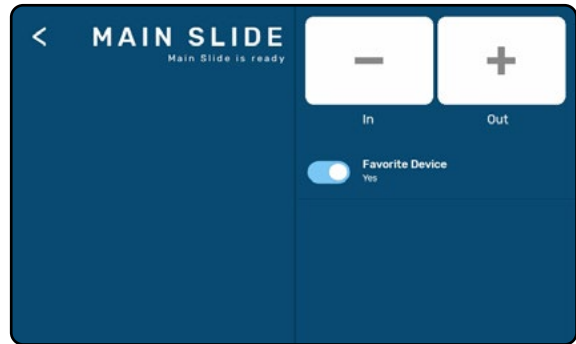 < MAIN SLIDE
Main Slide is ready
− +
In Out
Favorite Device
Yes